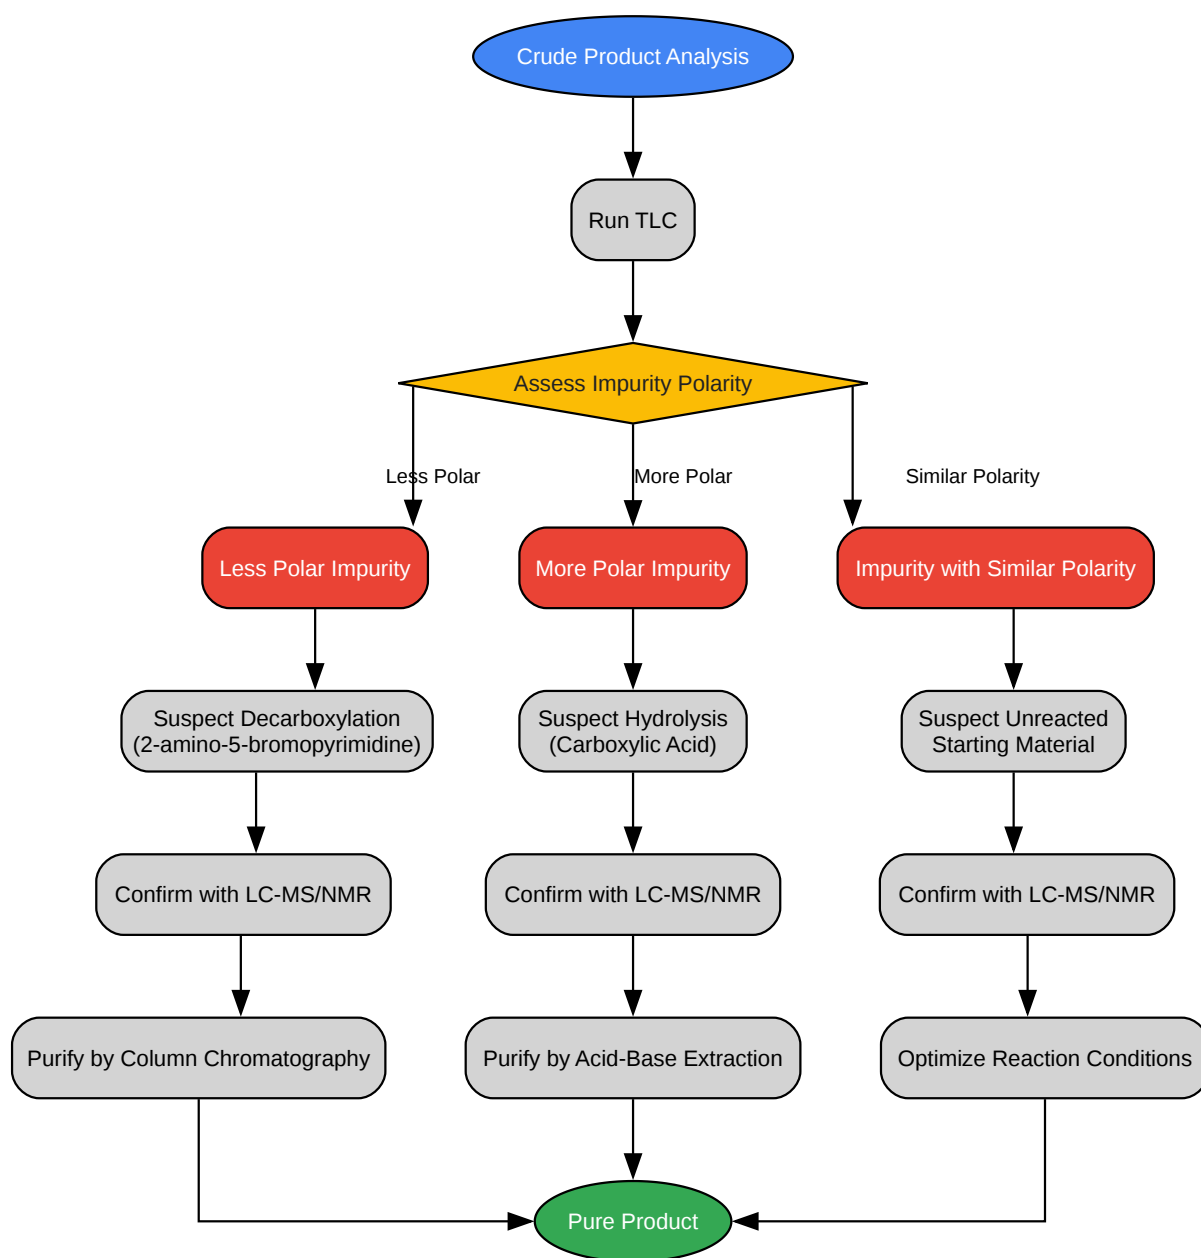 Crude Product Analysis
Run TLC
Assess Impurity Polarity
Less Polar
More Polar
Similar Polarity
Less Polar Impurity
More Polar Impurity
Impurity with Similar Polarity
Suspect Decarboxylation
(2-amino-5-bromopyrimidine)
Suspect Hydrolysis
(Carboxylic Acid)
Suspect Unreacted
Starting Material
Confirm with LC-MS/NMR
Confirm with LC-MS/NMR
Confirm with LC-MS/NMR
Purify by Column Chromatography
Purify by Acid-Base Extraction
Optimize Reaction Conditions
Pure Product